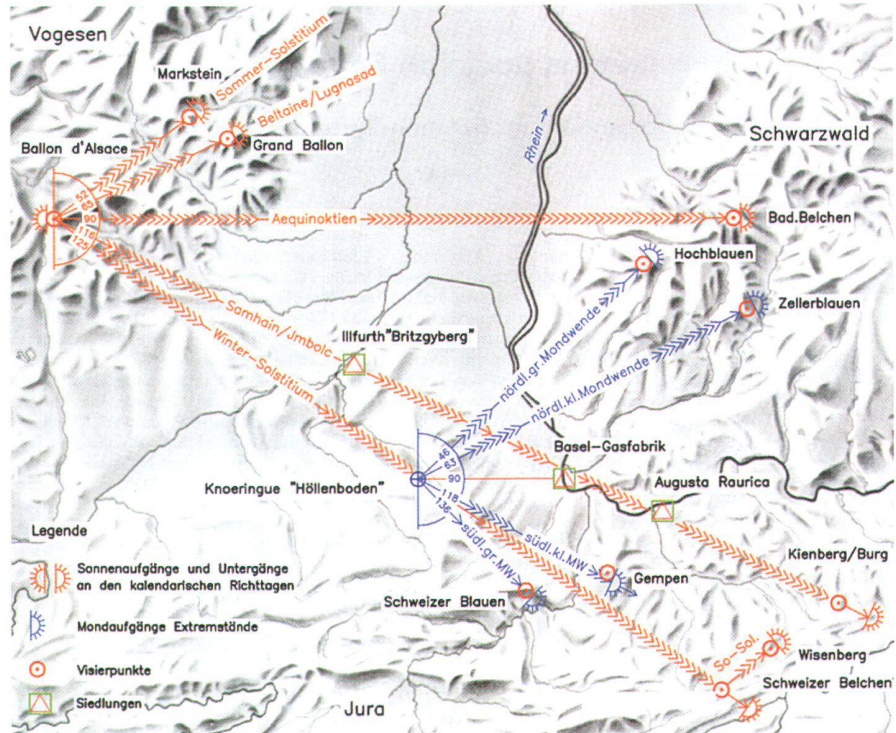 Vogesen
Markstein
Sommer-Solstitium
Beltaine/Lugnasad
Grand Ballon
Ballon d'Alsace
Rhein
Schwarzwald
52
65
90
116
125
Aequinoktien
Bad.Belchen
Hochblauen
Zellerblauen
Samhain/Jmbolc
Winter-Solstitium
Illfurth"Britzgyberg"
nördl.gr.Mondwende
nördl.kl.Mondwende
Basel-Gasfabrik
Augusta Raurica
46
63
90
118
136
Knoeringue "Höllenboden"
südl.kl.MW
südl.gr.MW
Gempen
Schweizer Blauen
Kienberg/Burg
So-Sol.
Wisenberg
Schweizer Belchen
Jura
Legende
Sonnenaufgänge und Untergänge
an den kalendarischen Richttagen
Mondaufgänge Extremstände
Visierpunkte
Siedlungen